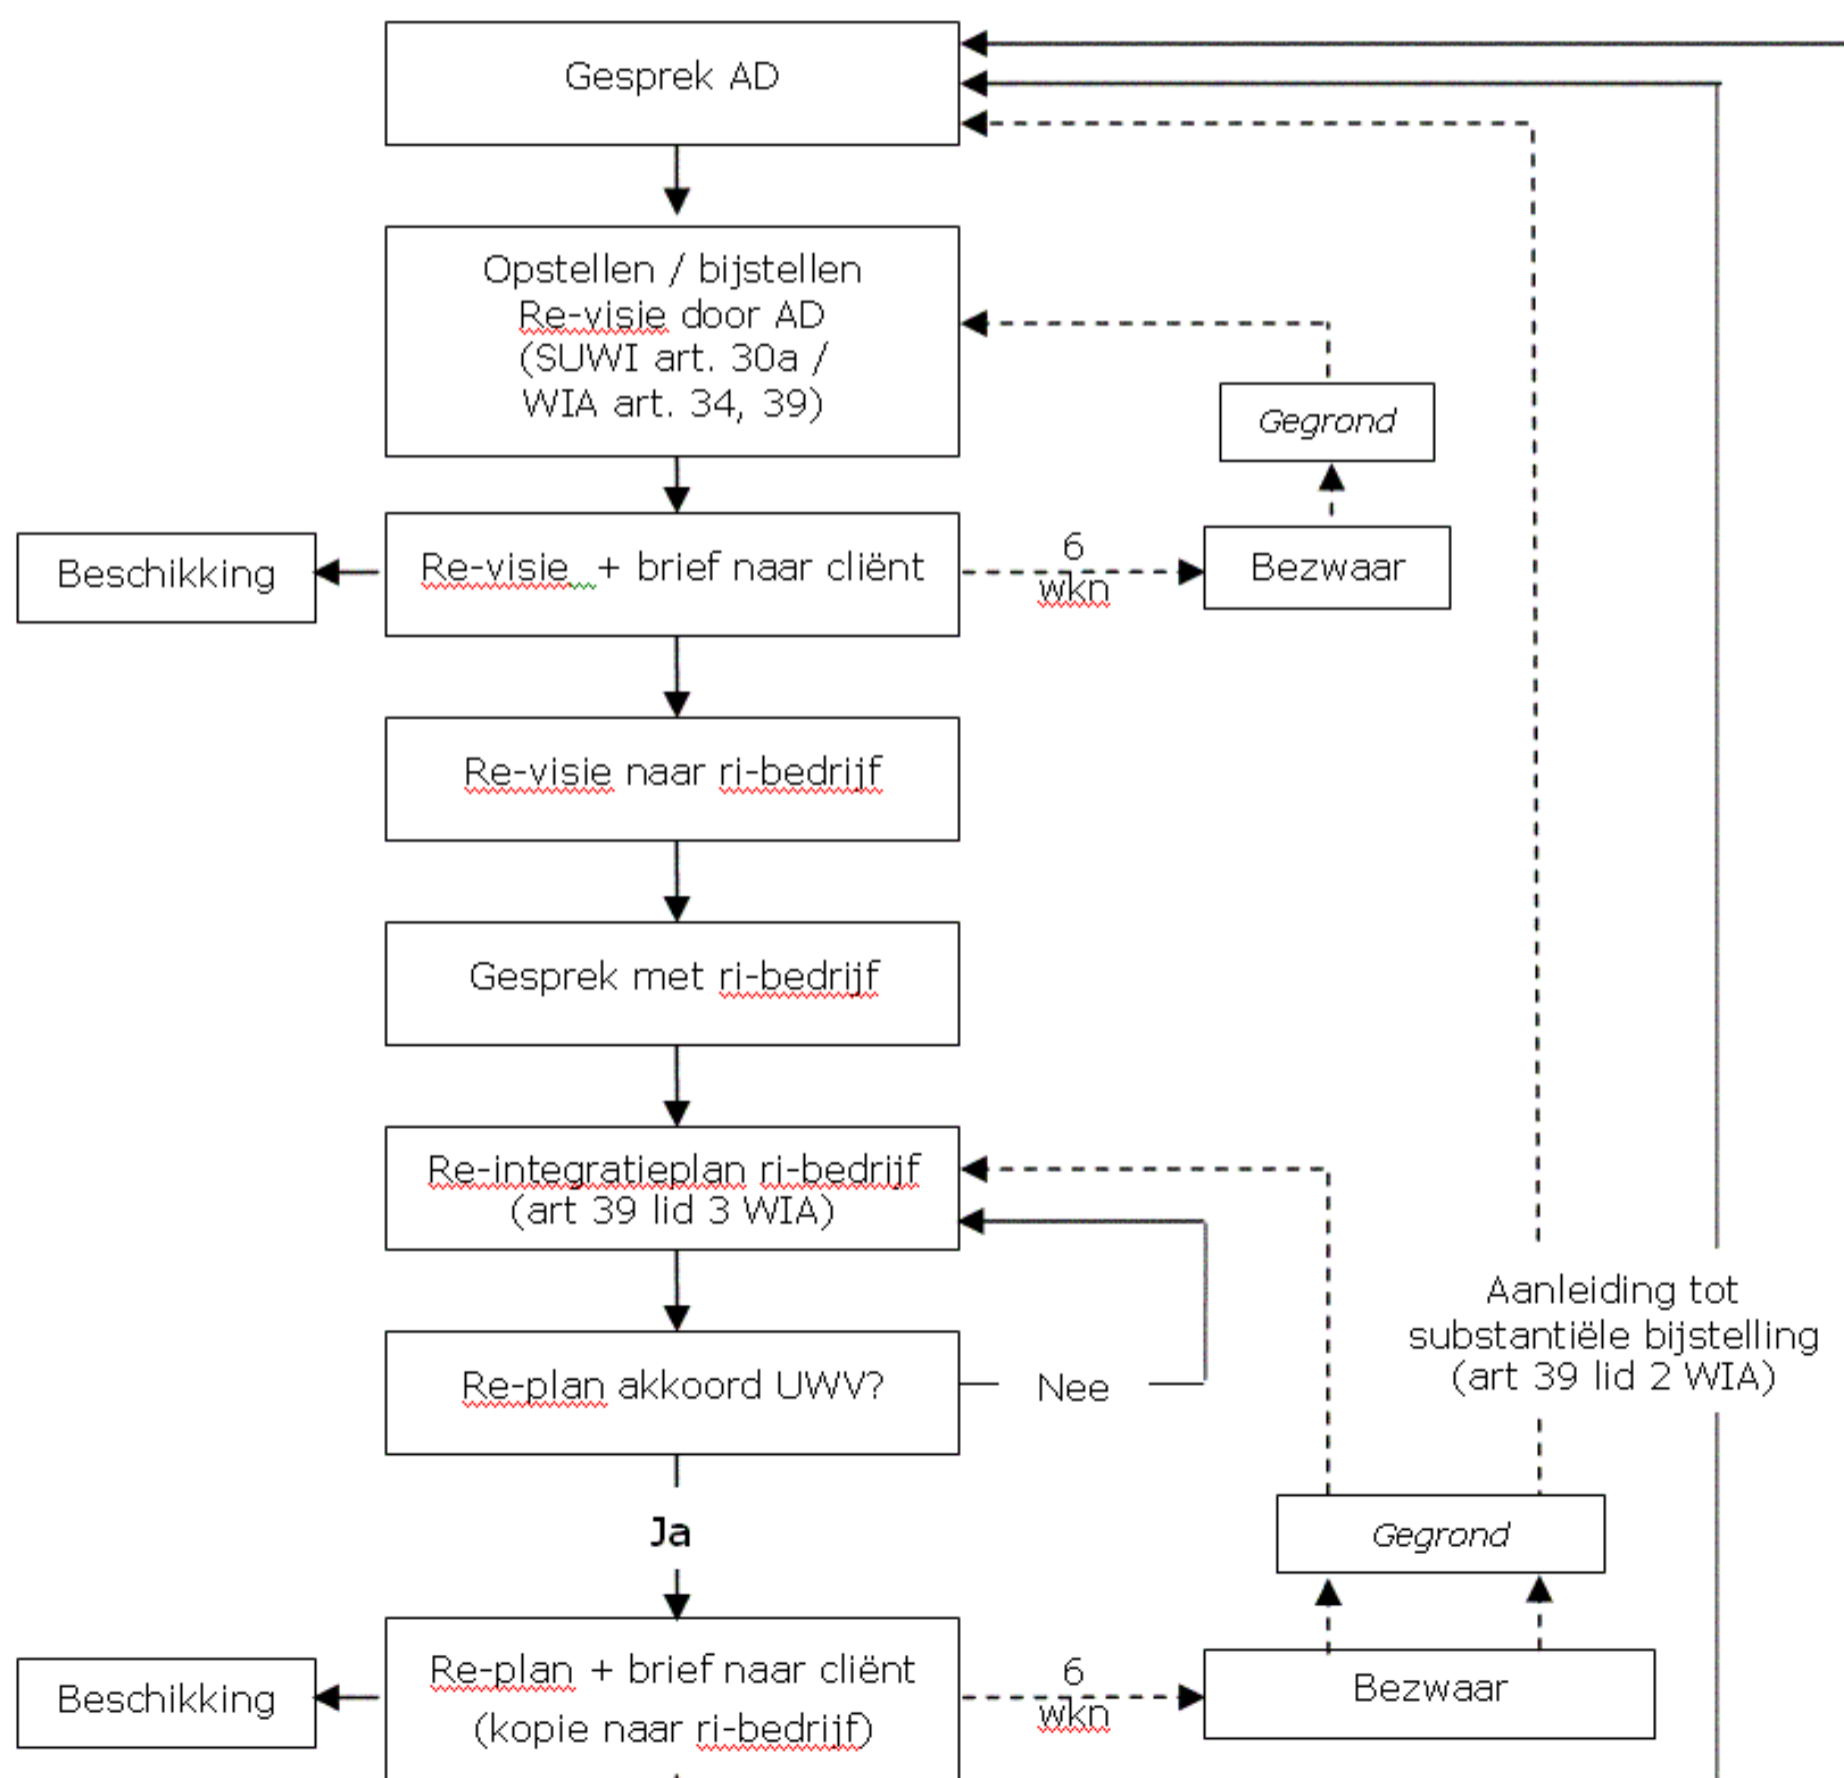 Gesprek AD
Opstellen / bijstellen
Re-visie door AD
(SUWI art. 30a /
WIA art. 34, 39)
Gegrond
Beschikking
Re-visie + brief naar cliënt
6
wkn
Bezwaar
Re-visie naar ri-bedrijf
Gesprek met ri-bedrijf
Re-integratieplan ri-bedrijf
(art 39 lid 3 WIA)
Aanleiding tot
substantiële bijstelling
(art 39 lid 2 WIA)
Re-plan akkoord UWV?
Nee
Ja
Gegrond
Beschikking
Re-plan + brief naar cliënt
(kopie naar ri-bedrijf)
6
wkn
Bezwaar